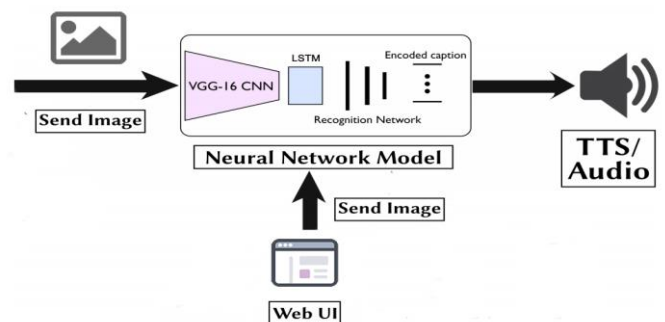 Send Image
VGG-16 CNN
LSTM
Encoded caption
Recognition Network
Neural Network Model
TTS/
Audio
Send Image
Web UI